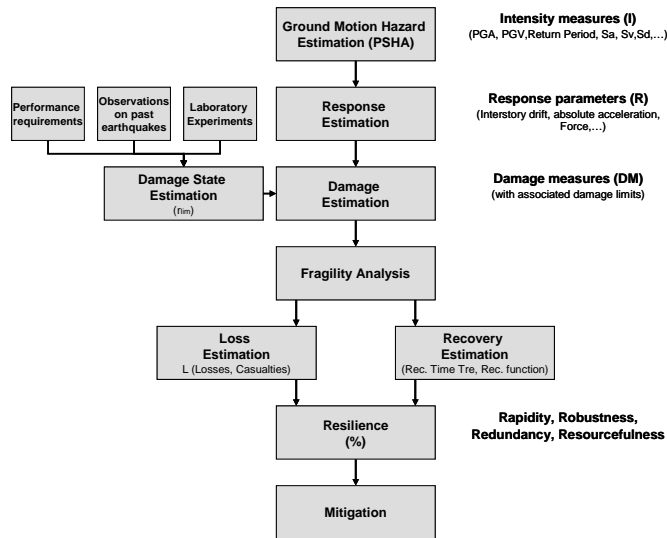 Ground Motion Hazard
Estimation (PSHA)
Intensity measures (I)
(PGA, PGV,Return Period, Sa, Sv,Sd,…)
Performance
requirements
Observations
on past
earthquakes
Laboratory
Experiments
Response
Estimation
Response parameters (R)
(Interstory drift, absolute acceleration,
Force,…)
Damage State
Estimation
(rlim)
Damage
Estimation
Damage measures (DM)
(with associated damage limits)
Fragility Analysis
Loss
Estimation
L (Losses, Casualties)
Recovery
Estimation
(Rec. Time Tre, Rec. function)
Resilience
(%)
Rapidity, Robustness,
Redundancy, Resourcefulness
Mitigation